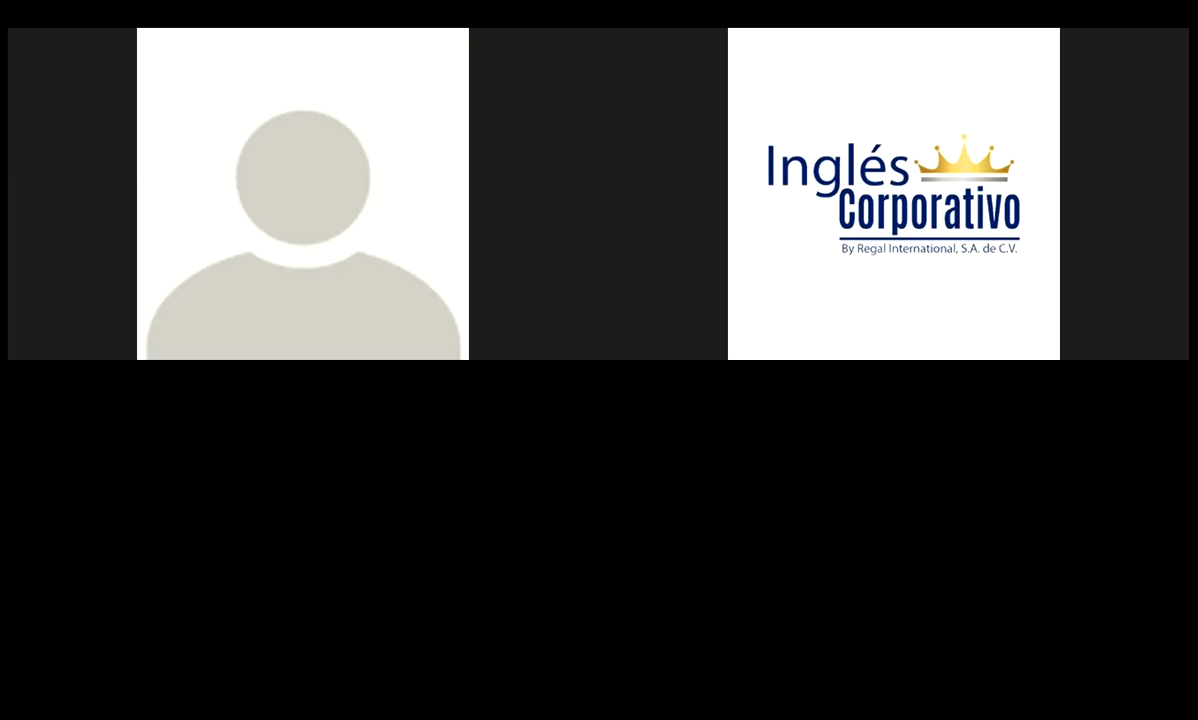 Inglés
Corporativo
By Regal International, S.A. de C.V.